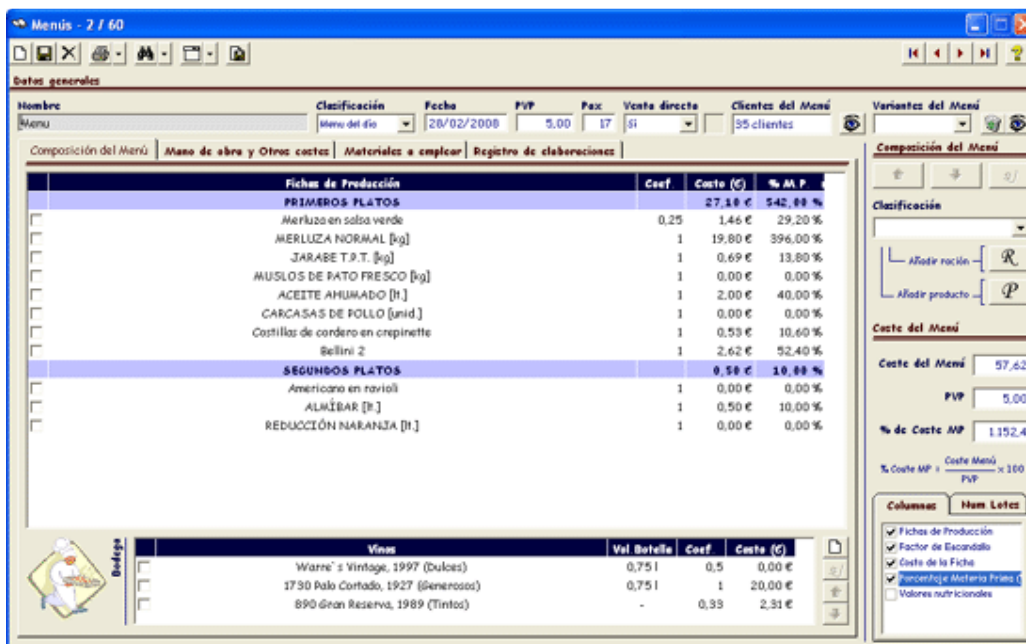 Menús - 2 / 60
Datos generales
Nombre Clasificación Fecha PVP Pax Venta directa Clientes del Menú Variantes del Menú
Menu Menu del día 28/02/2008 5,00 17 Sí 35 clientes
Composición del Menú Mano de obra y Otros costes Materiales a emplear Registro de elaboraciones Composición del Menú
Fichas de Producción Coef. Costo (€) % M.P.
PRIMEROS PLATOS 27,10 € 542,00 %
Merluza en salsa verde 0,25 1,46 € 29,20 %
MERLUZA NORMAL [kg] 1 19,80 € 396,00 %
JARABE T.P.T. [kg] 1 0,69 € 13,80 %
MUSLOS DE PATO FRESCO [kg] 1 0,00 € 0,00 %
ACEITE AHUMADO [lt.] 1 2,00 € 40,00 %
CARCASAS DE POLLO [unid.] 1 0,00 € 0,00 %
Costillas de cordero en crepinette 1 0,53 € 10,60 %
Bellini 2 1 2,62 € 52,40 %
SEGUNDOS PLATOS 0,50 € 10,00 %
Americana en ravioli 1 0,00 € 0,00 %
ALMÍBAR [lt.] 1 0,50 € 10,00 %
REDUCCIÓN NARANJA [lt.] 1 0,00 € 0,00 %
Clasificación
Añadir ración R
Añadir producto P
Coste del Menú
Coste del Menú 57,62
PVP 5,00
% de Coste MP 1152,4
% Coste MP = Coste Menú
PVP
x 100
Columnas Num Lotes
Fichas de Producción
Factor de Escandallo
Costo de la Ficha
Porcentaje Materia Prima (
Valores nutricionales
Bodega
Vinos Vol.Botella Coef. Costo (€)
Warre´s Vintage, 1997 (Dulces) 0,75 l 0,5 0,00 €
1730 Palo Cortado, 1927 (Generosos) 0,75 l 1 20,00 €
890 Gran Reserva, 1989 (Tintos) - 0,33 2,31 €